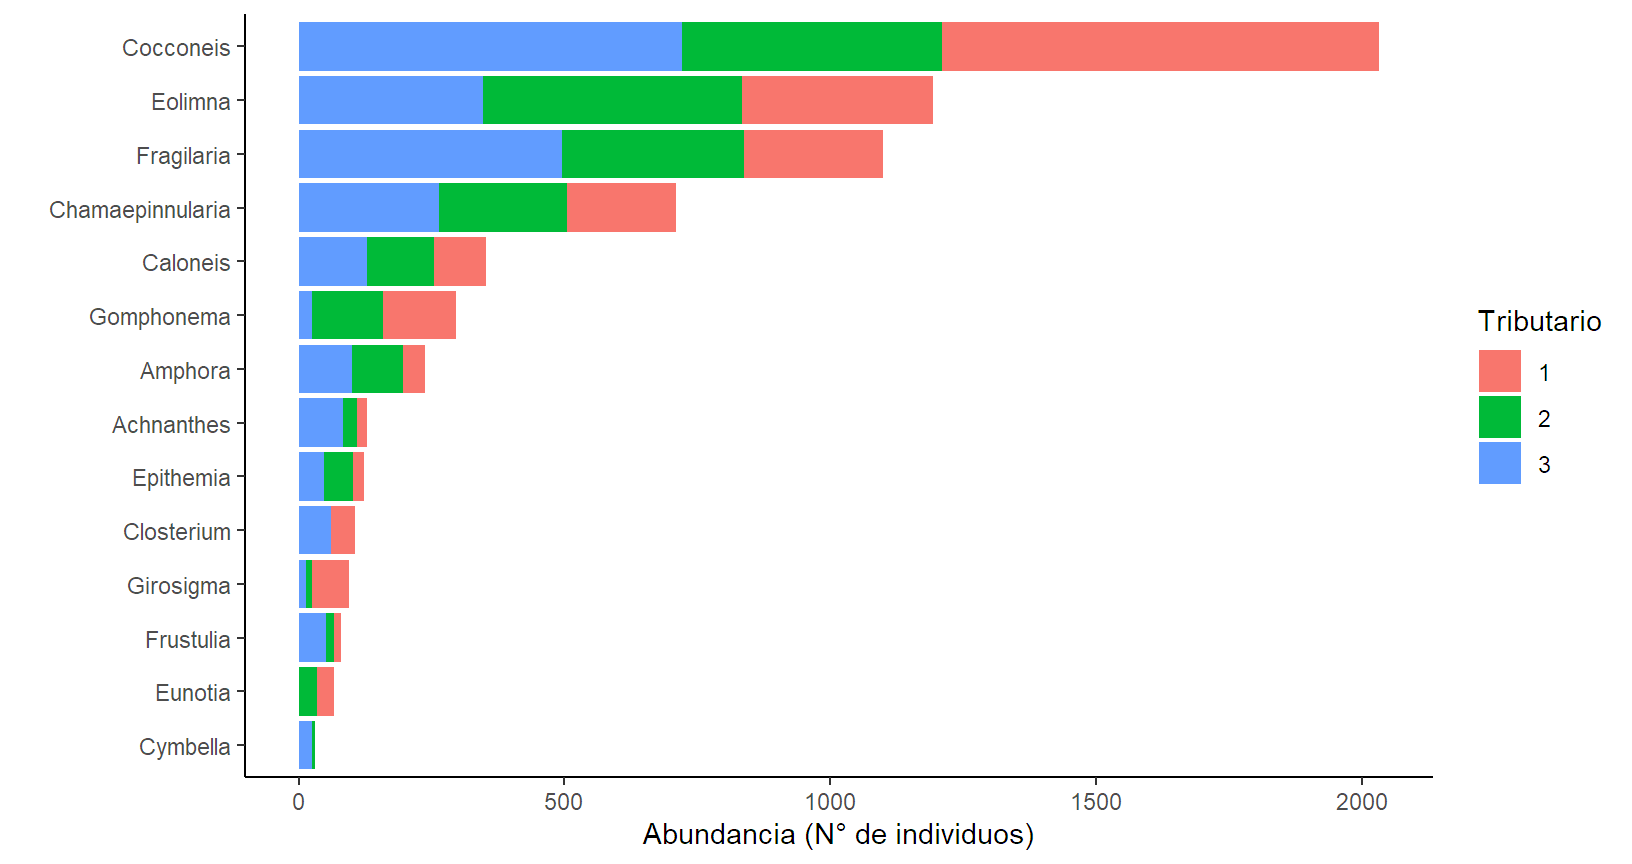 Cocconeis
Eolimna
Fragilaria
Chamaepinnularia
Caloneis
Gomphonema
Amphora
Achnanthes
Epithemia
Closterium
Girosigma
Frustulia
Eunotia
Cymbella
0 500 1000 1500 2000
Abundancia (N° de individuos)
Tributario
1
2
3